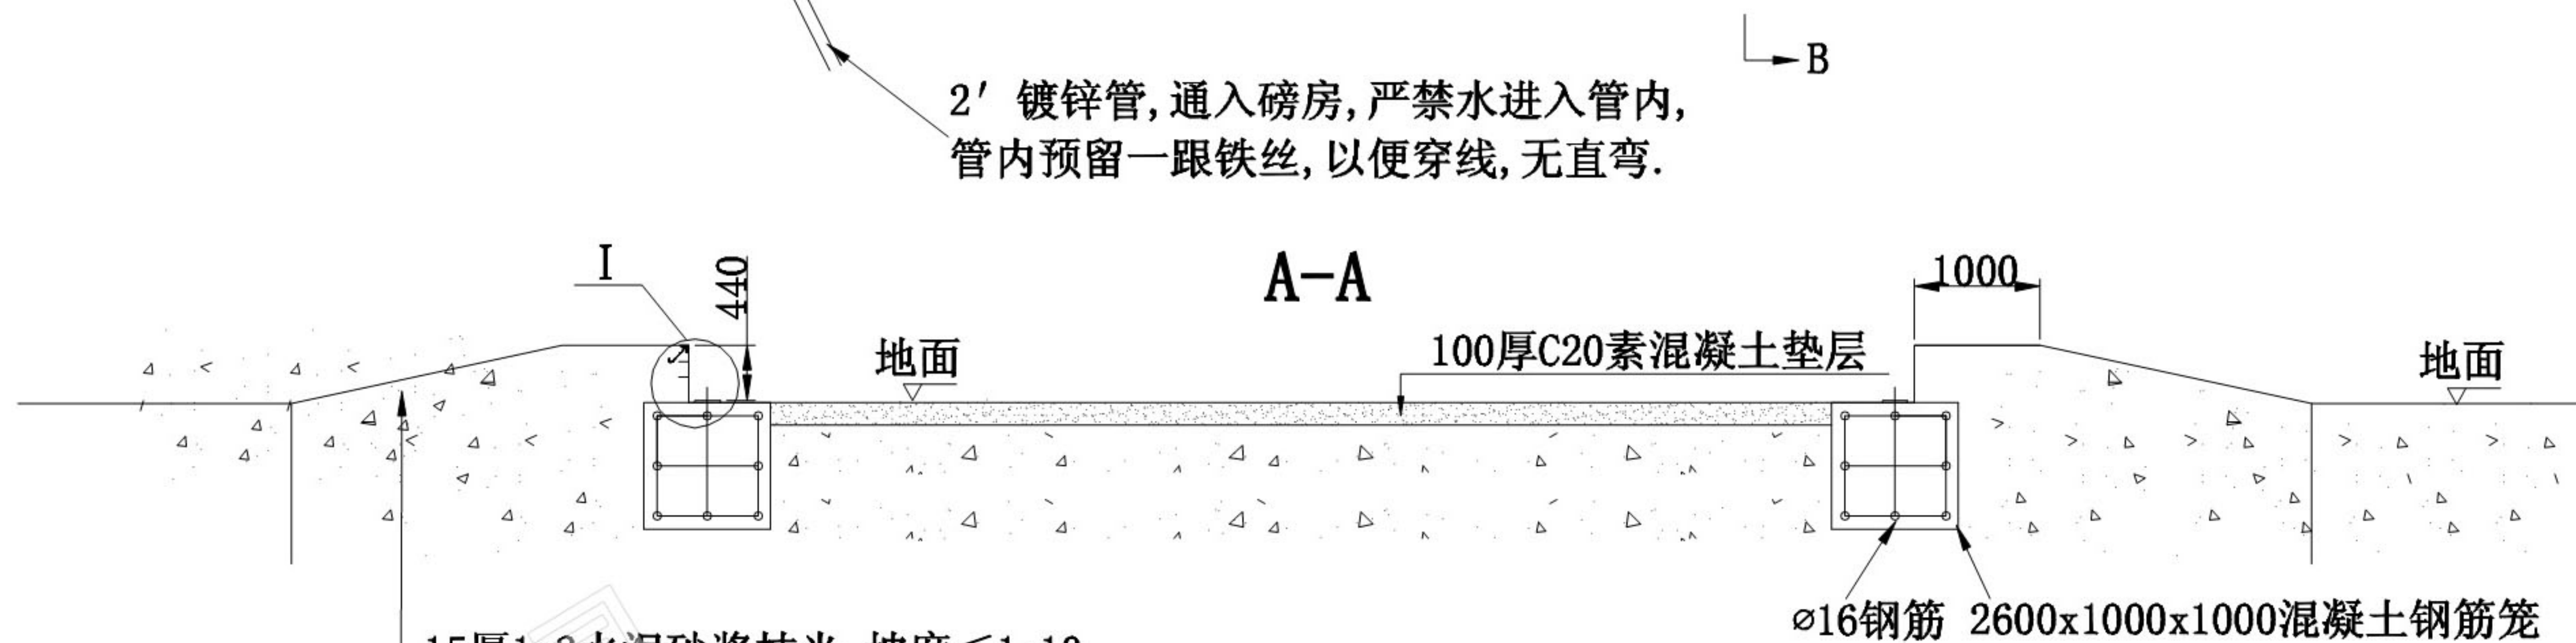 B
2′ 镀锌管,通入磅房,严禁水进入管内,
管内预留一跟铁丝,以便穿线,无直弯.
I
440
A-A
1000
地面
100厚C20素混凝土垫层
地面
⌀16钢筋
2600x1000x1000混凝土钢筋笼